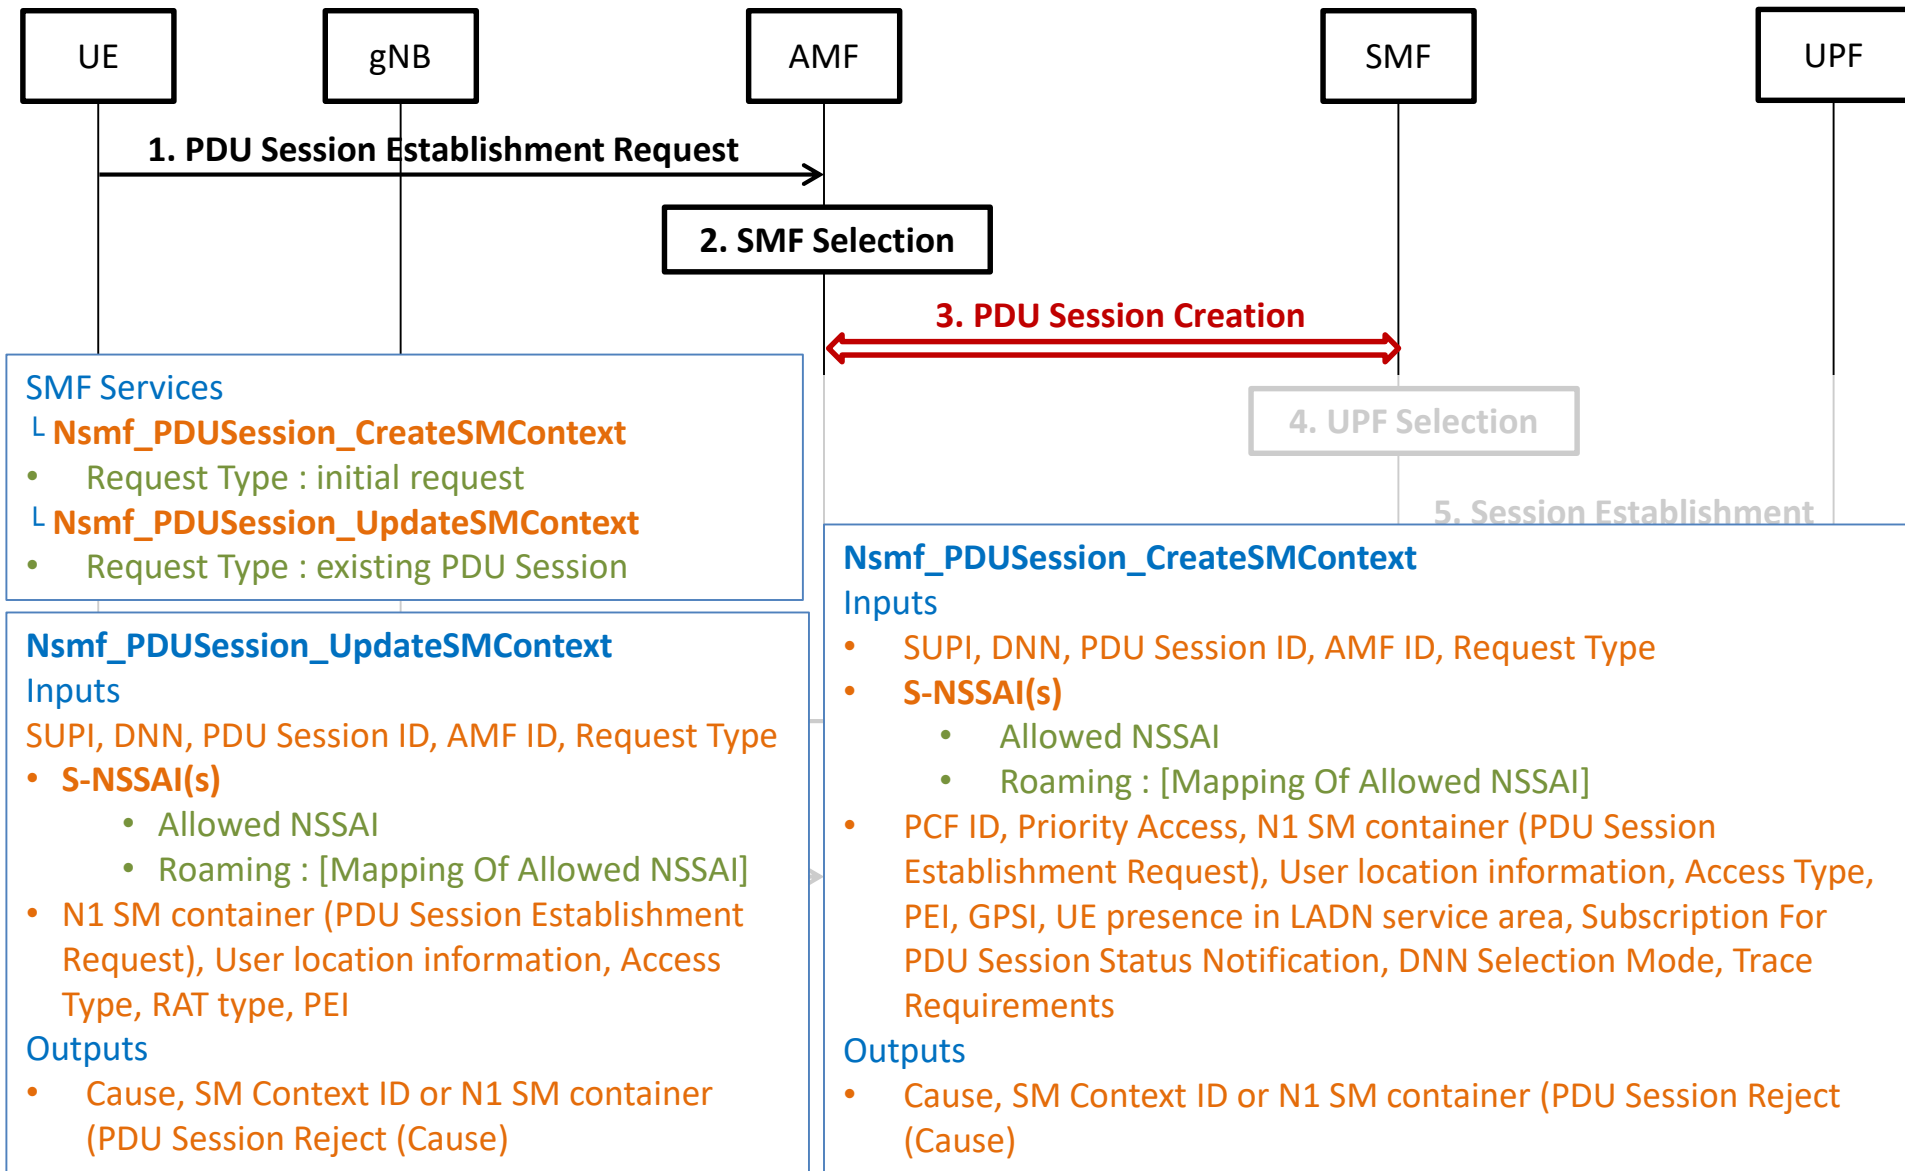 UE
gNB
AMF
SMF
UPF
1. PDU Session Establishment Request
2. SMF Selection
3. PDU Session Creation
4. UPF Selection
5. Session Establishment
SMF Services
└ Nsmf_PDUSession_CreateSMContext
• Request Type : initial request
└ Nsmf_PDUSession_UpdateSMContext
• Request Type : existing PDU Session
Nsmf_PDUSession_UpdateSMContext
Inputs
SUPI, DNN, PDU Session ID, AMF ID, Request Type
• S-NSSAI(s)
• Allowed NSSAI
• Roaming : [Mapping Of Allowed NSSAI]
• N1 SM container (PDU Session Establishment
Request), User location information, Access
Type, RAT type, PEI
Outputs
• Cause, SM Context ID or N1 SM container
(PDU Session Reject (Cause)
Nsmf_PDUSession_CreateSMContext
Inputs
• SUPI, DNN, PDU Session ID, AMF ID, Request Type
• S-NSSAI(s)
• Allowed NSSAI
• Roaming : [Mapping Of Allowed NSSAI]
• PCF ID, Priority Access, N1 SM container (PDU Session
Establishment Request), User location information, Access Type,
PEI, GPSI, UE presence in LADN service area, Subscription For
PDU Session Status Notification, DNN Selection Mode, Trace
Requirements
Outputs
• Cause, SM Context ID or N1 SM container (PDU Session Reject
(Cause)